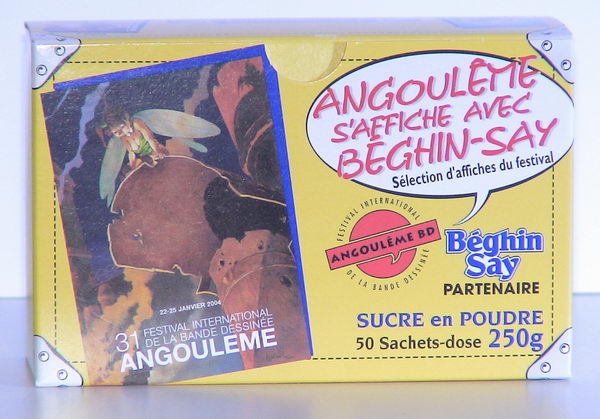 ANGOULÊME
S'AFFICHE AVEC
BÉGHIN-SAY
Sélection d'affiches du festival
FESTIVAL INTERNATIONAL
ANGOULÊME BD
DE LA BANDE DESSINÉE
Béghin
Say
PARTENAIRE
SUCRE en POUDRE
50 Sachets-dose 250g
22-25 JANVIER 2004
31 FESTIVAL INTERNATIONAL
DE LA BANDE DESSINÉE
ANGOULEME